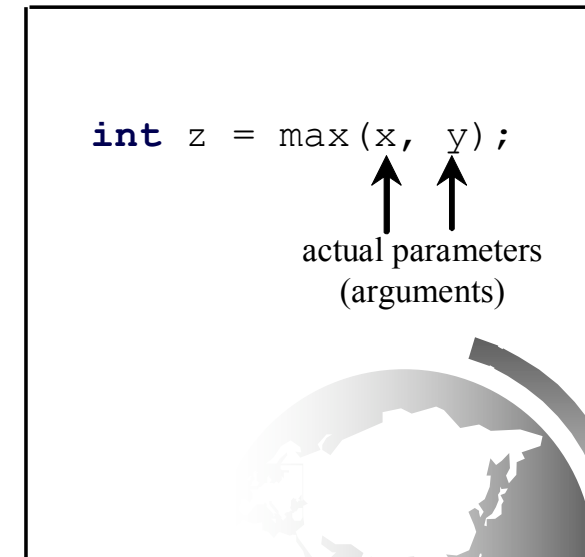 int z = max(x, y);
actual parameters
(arguments)